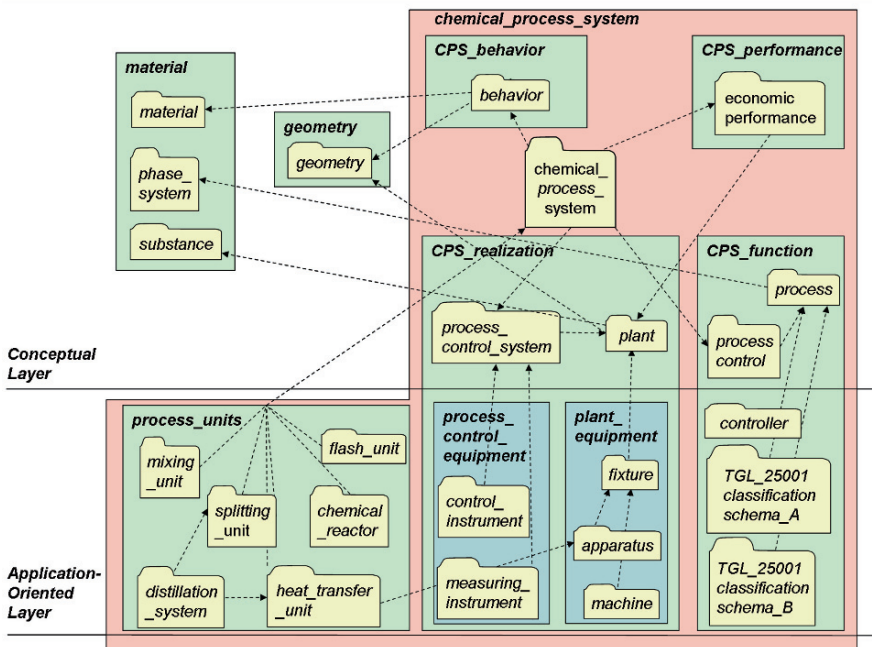 chemical_process_system
material
material
phase_
system
substance
geometry
geometry
CPS_behavior
behavior
CPS_performance
economic
performance
chemical_
process_
system
CPS_realization
process_
control_system
plant
CPS_function
process
process
control
Conceptual
Layer
process_units
mixing
_unit
flash_unit
splitting
_unit
chemical
_reactor
distillation
_system
heat_transfer
_unit
process_
control_
equipment
control_
instrument
measuring_
instrument
plant_
equipment
fixture
apparatus
machine
controller
TGL_25001
classification
schema_A
TGL_25001
classification
schema_B
Application-
Oriented
Layer